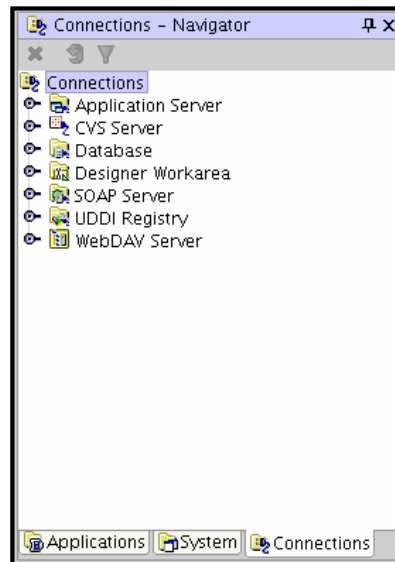 Connections – Navigator
Connections
Application Server
CVS Server
Database
Designer Workarea
SOAP Server
UDDI Registry
WebDAV Server
Applications System Connections